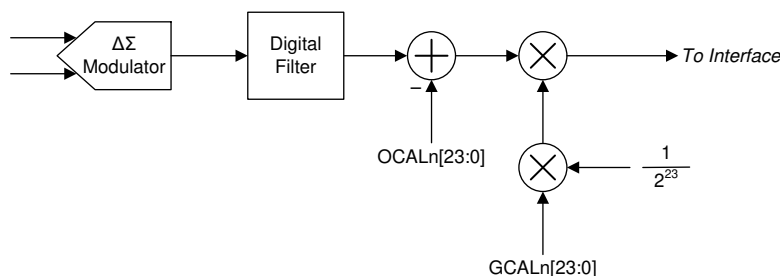 ΔΣ
Modulator
Digital
Filter
To Interface
–
OCALn[23:0]
1
2^23
GCALn[23:0]